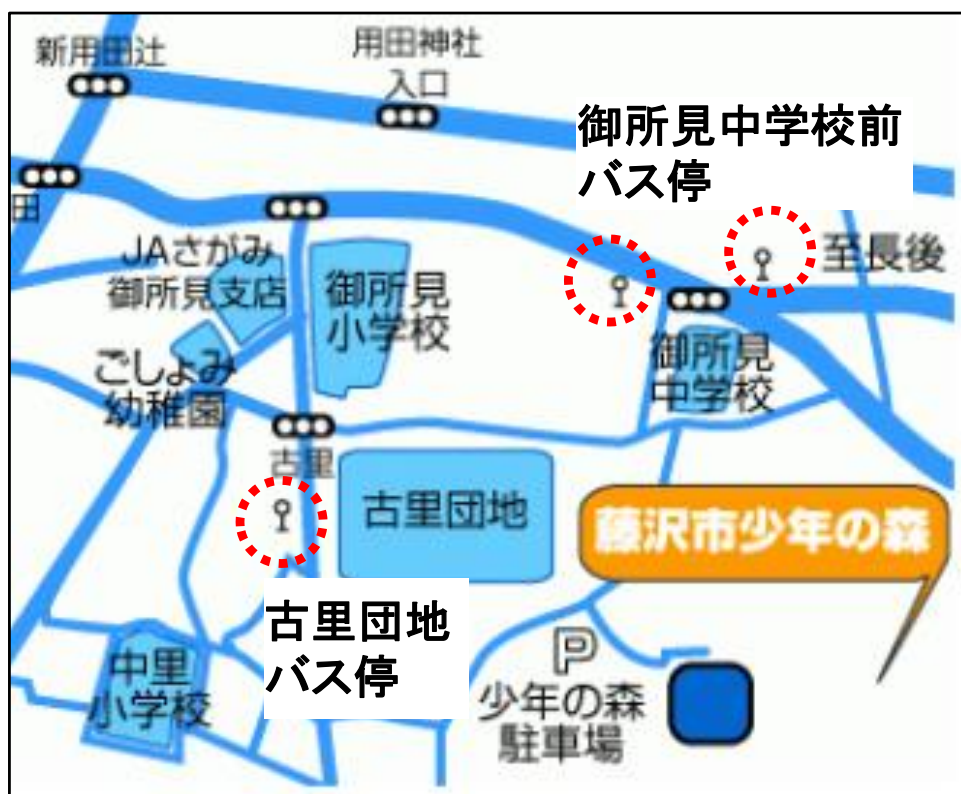 新用田辻
用田神社
入口
御所見中学校前
バス停
田
JAさがみ
御所見支店
御所見
小学校
至長後
ごしょみ
幼稚園
御所見
中学校
古里
古里団地
藤沢市少年の森
古里団地
バス停
中里
小学校
P
少年の森
駐車場